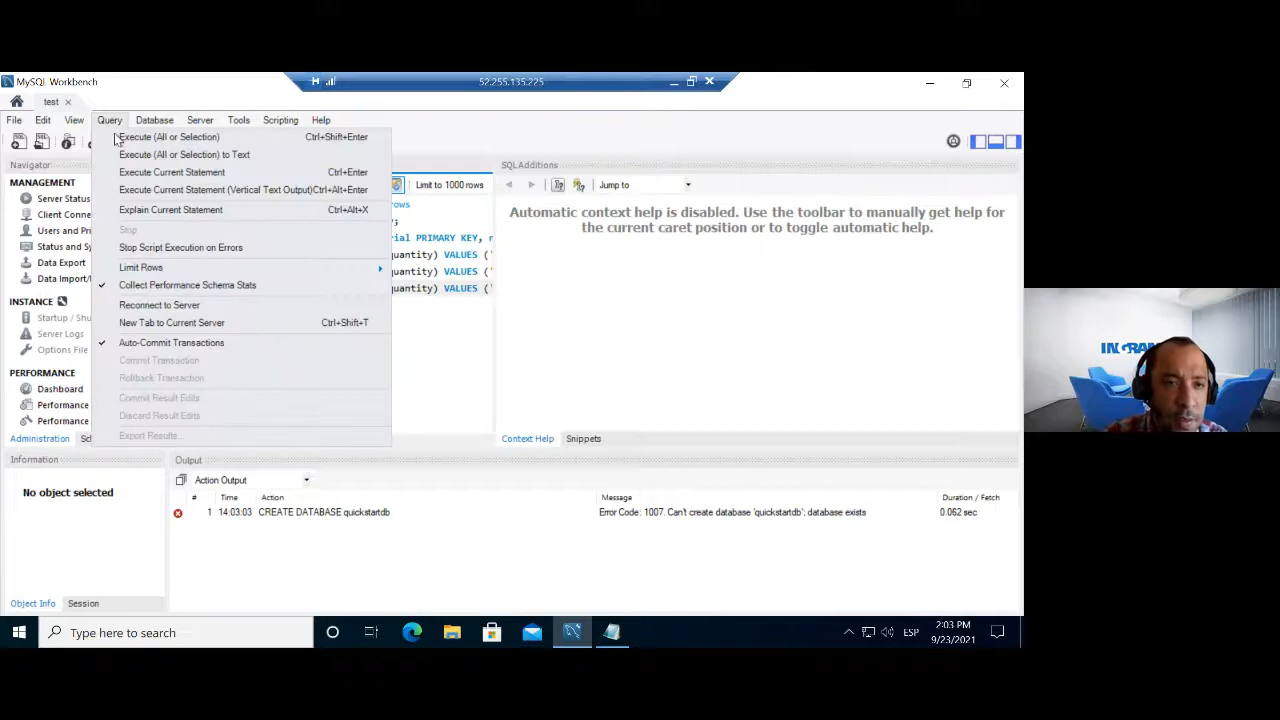 MySQL Workbench
52.255.135.225
test
File Edit View Query Database Server Tools Scripting Help
Execute (All or Selection) Ctrl+Shift+Enter
Execute (All or Selection) to Text
Execute Current Statement Ctrl+Enter
Execute Current Statement (Vertical Text Output)Ctrl+Alt+Enter
Explain Current Statement Ctrl+Alt+X
Stop
Stop Script Execution on Errors
Limit Rows
Collect Performance Schema Stats
Reconnect to Server
New Tab to Current Server Ctrl+Shift+T
Auto-Commit Transactions
Commit Transaction
Rollback Transaction
Commit Result Edits
Discard Result Edits
Export Results...
Navigator
MANAGEMENT
Server Status
Client Conne
Users and Pri
Status and Sy
Data Export
Data Import/
INSTANCE
Startup / Shu
Server Logs
Options File
PERFORMANCE
Dashboard
Performance
Performance
Administration Sch
Limit to 1000 rows
rows
;
rial PRIMARY KEY, n
quantity) VALUES ('
quantity) VALUES ('
quantity) VALUES ('
SQLAdditions
Jump to
Automatic context help is disabled. Use the toolbar to manually get help for
the current caret position or to toggle automatic help.
Context Help Snippets
Information
No object selected
Object Info Session
Output
Action Output
# Time Action Message Duration / Fetch
1 14:03:03 CREATE DATABASE quickstartdb Error Code: 1007. Can't create database 'quickstartdb'; database exists 0.062 sec
Type here to search
ESP
2:03 PM
9/23/2021